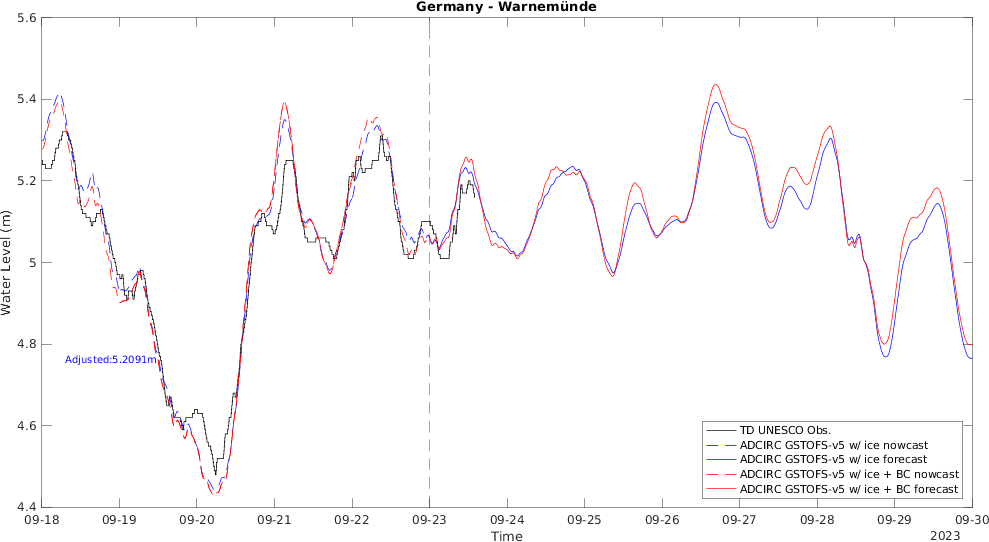 Germany - Warnemünde
5.6
5.4
5.2
5
4.8
4.6
4.4
Water Level (m)
Adjusted:5.2091m
TD UNESCO Obs.
ADCIRC GSTOFS-v5 w/ ice nowcast
ADCIRC GSTOFS-v5 w/ ice forecast
ADCIRC GSTOFS-v5 w/ ice + BC nowcast
ADCIRC GSTOFS-v5 w/ ice + BC forecast
09-18 09-19 09-20 09-21 09-22 09-23 09-24 09-25 09-26 09-27 09-28 09-29 09-30
Time
2023